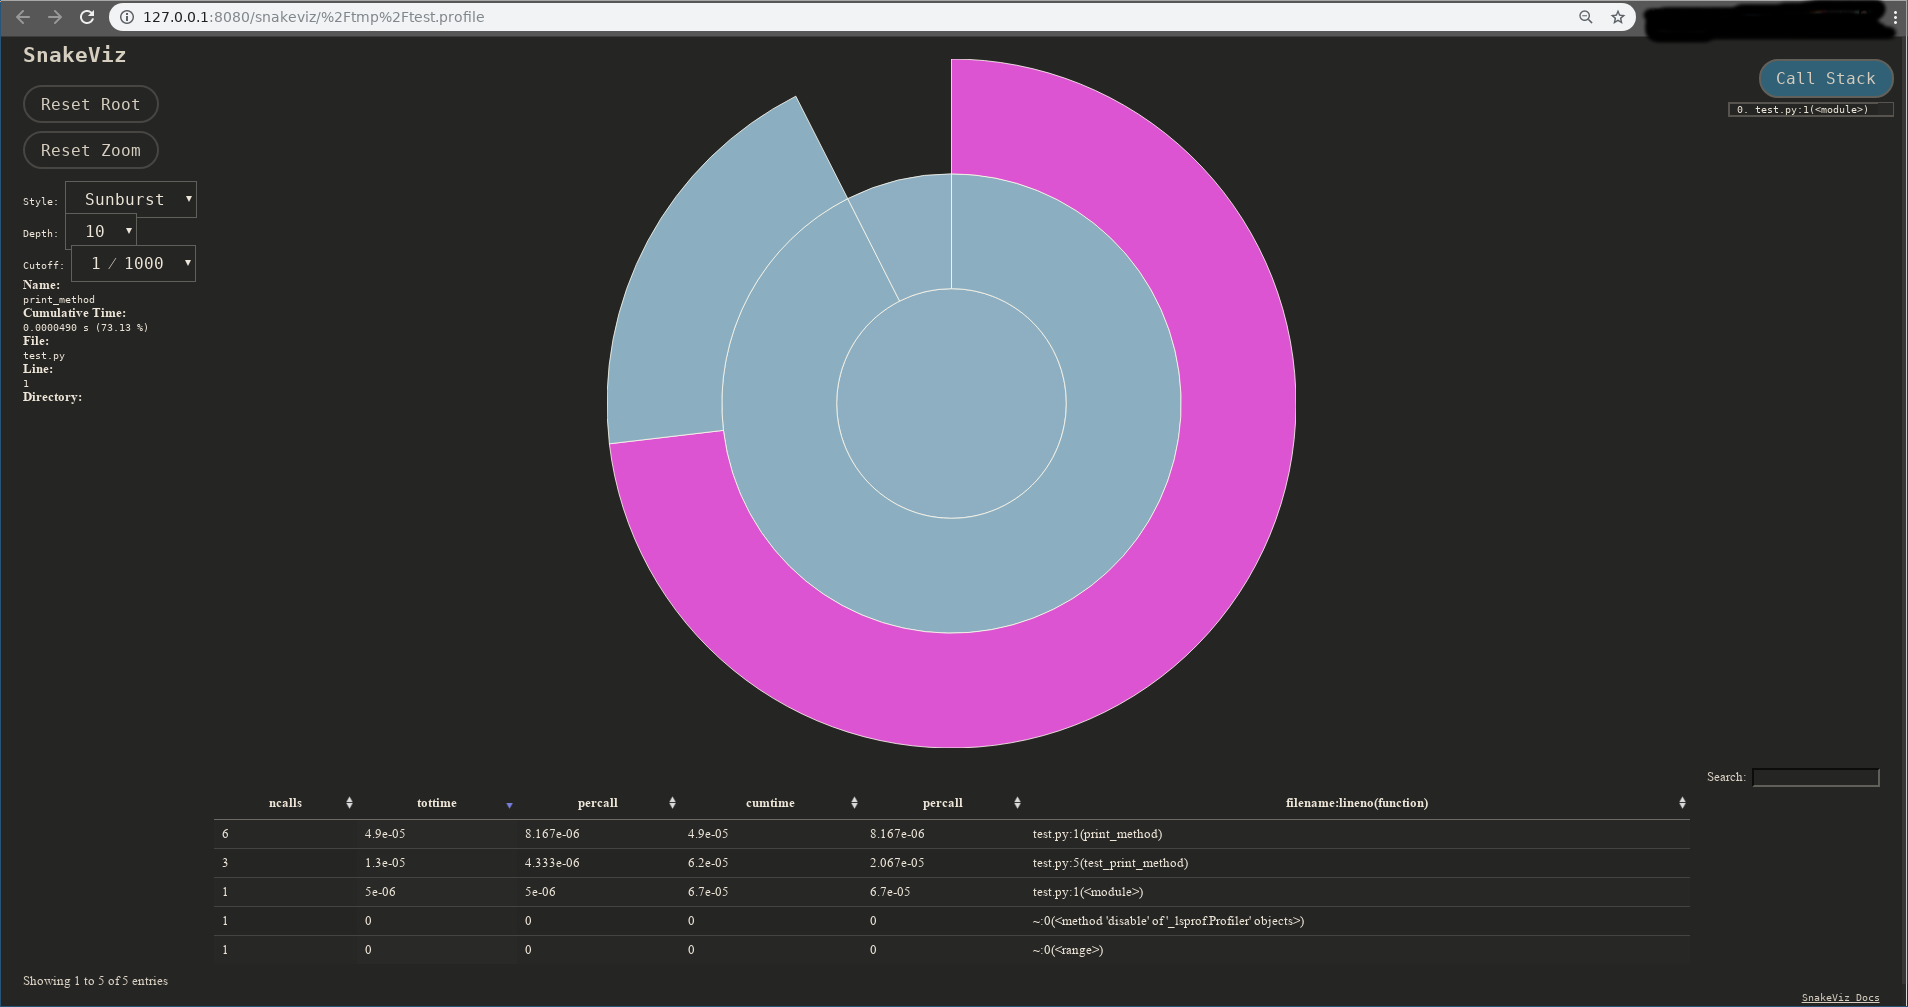 127.0.0.1:8080/snakeviz/%2Ftmp%2Ftest.profile
SnakeViz
Reset Root
Reset Zoom
Style: Sunburst
Depth: 10
Cutoff: 1 / 1000
Name:
print_method
Cumulative Time:
0.0000490 s (73.13 %)
File:
test.py
Line:
1
Directory:
Call Stack
0. test.py:1(<module>)
Search:
ncalls tottime percall cumtime percall filename:lineno(function)
6 4.9e-05 8.167e-06 4.9e-05 8.167e-06 test.py:1(print_method)
3 1.3e-05 4.333e-06 6.2e-05 2.067e-05 test.py:5(test_print_method)
1 5e-06 5e-06 6.7e-05 6.7e-05 test.py:1(<module>)
1 0 0 0 0 ~:0(<method 'disable' of '_lsprof.Profiler' objects>)
1 0 0 0 0 ~:0(<range>)
Showing 1 to 5 of 5 entries
SnakeViz Docs